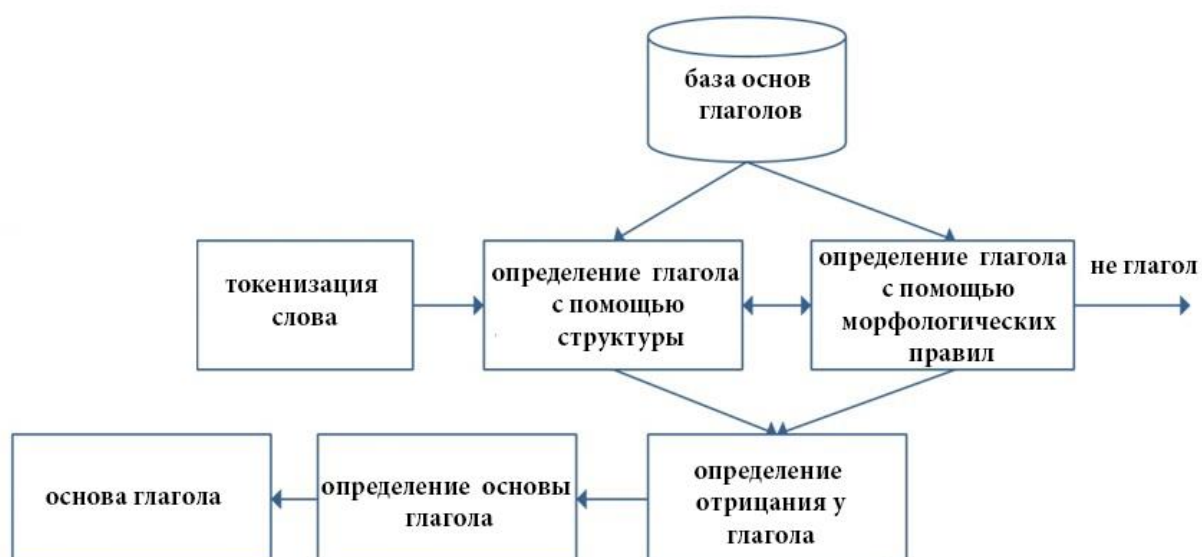 база основ
глаголов
токенизация
слова
определение глагола
с помощью
структуры
определение глагола
с помощью
морфологических
правил
не глагол
основа глагола
определение основы
глагола
определение
отрицания у
глагола